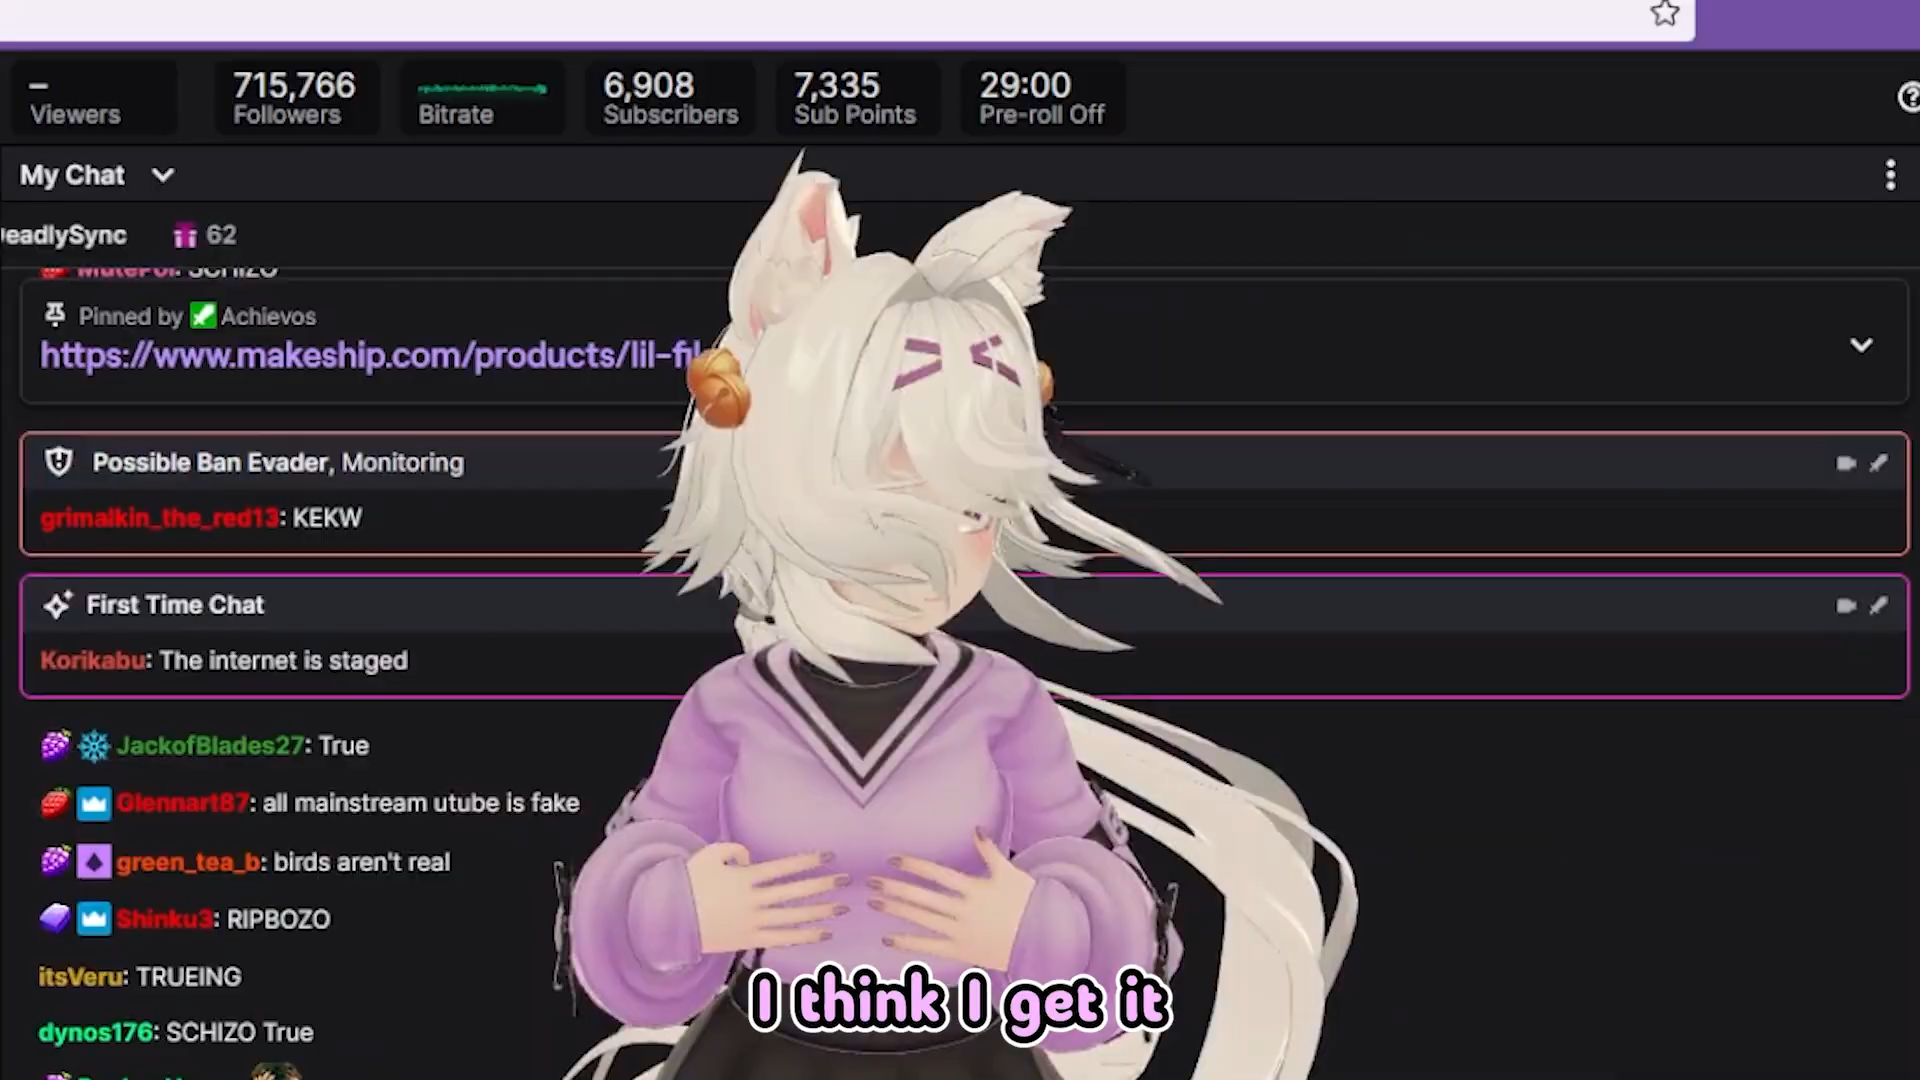 –
Viewers
715,766
Followers
Bitrate
6,908
Subscribers
7,335
Sub Points
29:00
Pre-roll Off
My Chat
eadlySync 62
MutePoi: SCHIZO
Pinned by Achievos
https://www.makeship.com/products/lil-fi
Possible Ban Evader, Monitoring
grimalkin_the_red13: KEKW
First Time Chat
Korikabu: The internet is staged
JackofBlades27: True
Glennart87: all mainstream utube is fake
green_tea_b: birds aren't real
Shinku3: RIPBOZO
itsVeru: TRUEING
dynos176: SCHIZO True
I think I get it